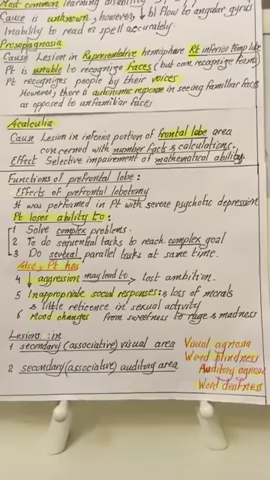 Most common learning disability
Cause is unknown, however, ↓ bl flow to angular gyrus
Inability to read or spell accurately
Prosopagnosia
Cause Lesion in Representative hemisphere Rt inferior temp lobe
Pt is unable to recognize Faces (but can recognize form)
Pt recognizes people by their voices
However, there is autonomic response in seeing familiar faces
as opposed to unfamiliar faces
Acalculia
Cause Lesion in inferior portion of frontal lobe area
concerned with number facts & calculations.
Effect Selective impairment of mathematical ability
Functions of prefrontal lobe:
Effects of prefrontal lobotomy
It was performed in Pt with severe psychotic depression
Pt loses ability to:
1 Solve complex problems.
2 To do sequential tasks to reach complex goal
3 Do several parallel tasks at same time.
Also, Pt has
4 ↓ aggression may lead to → lost ambition.
5 Inappropriate social responses: & loss of morals
& little reticence in sexual activity
6 Mood changes from sweetness to rage & madness
Lesions in
1 secondary (associative) visual area Visual agnosia
Word blindness
2 secondary (associative) auditory area Auditory agnosia
Word deafness